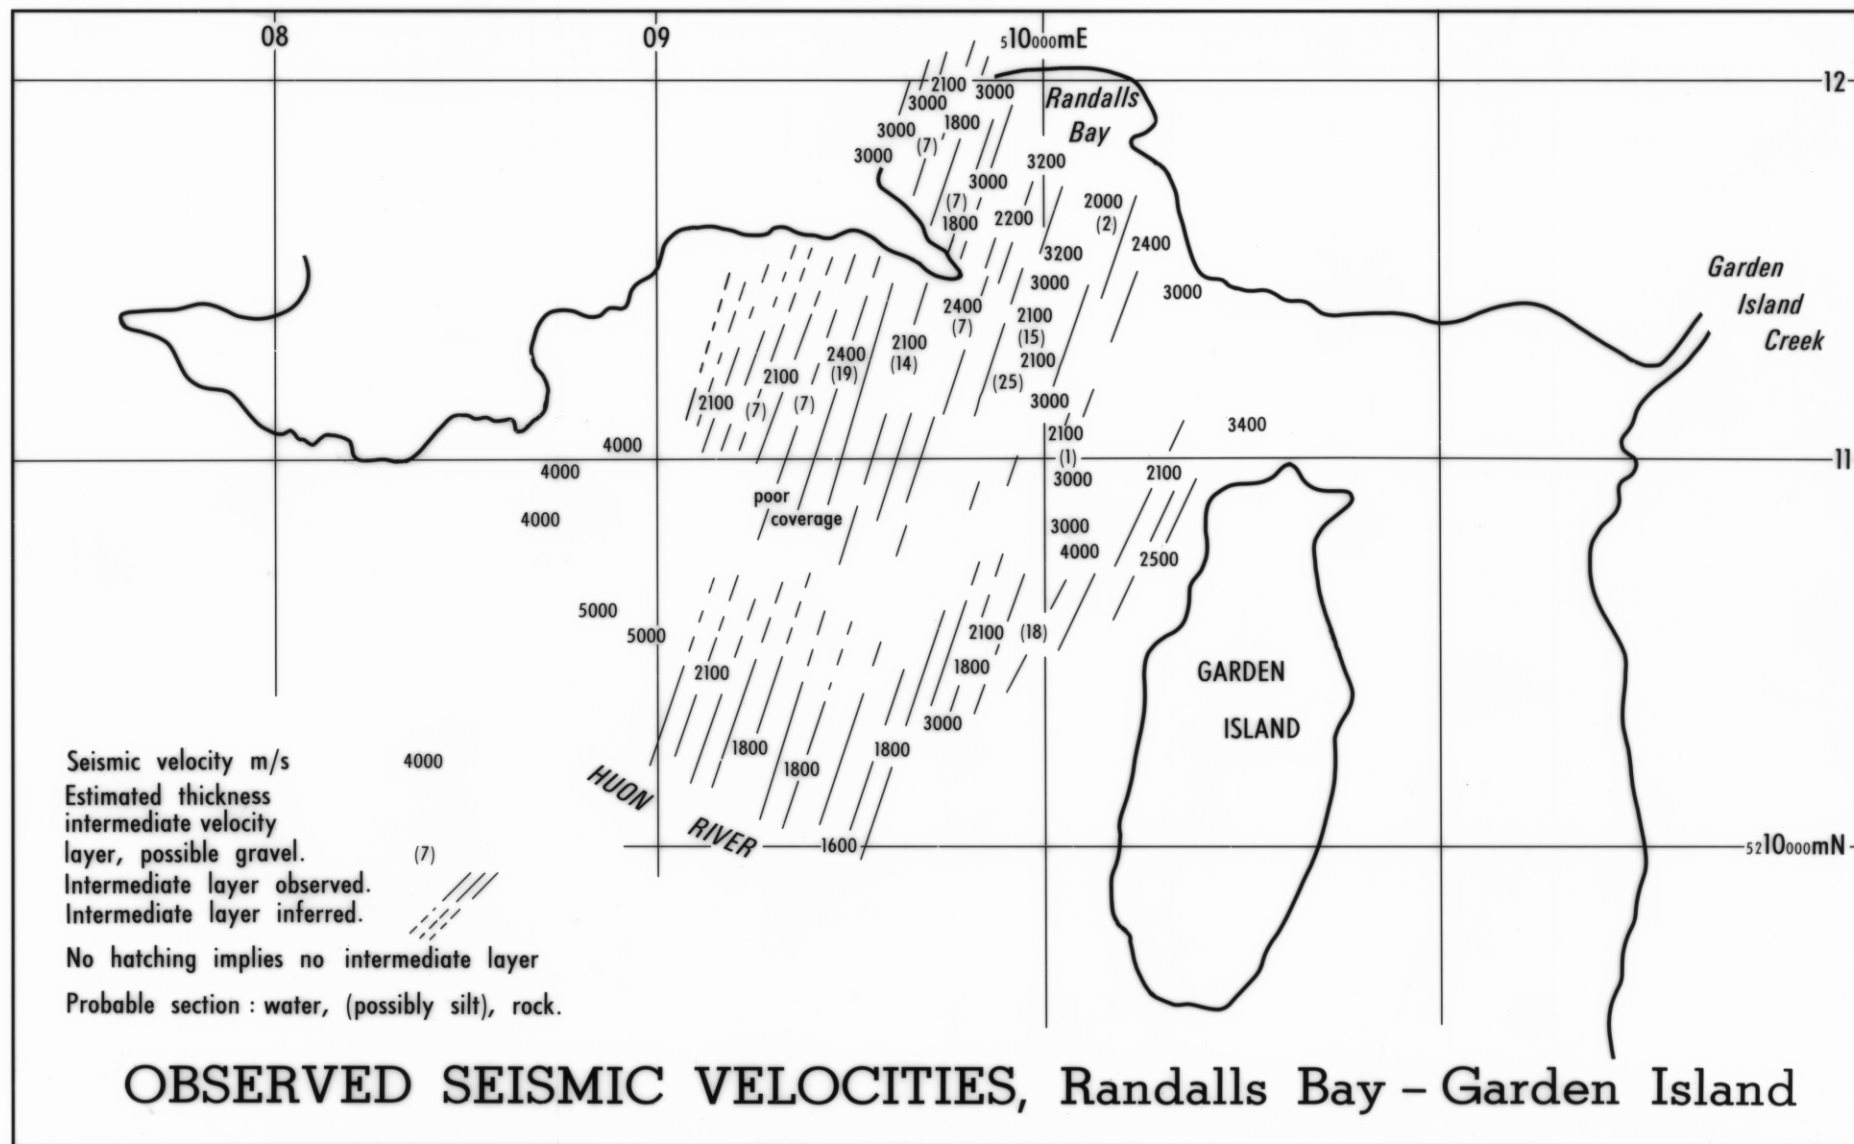 08
09
510000mE
12
2100
3000
3000
Randalls
Bay
1800
3000
(7)
3000
3200
3000
(7)
1800
2200
2000
(2)
2400
3200
3000
3000
Garden
Island
Creek
2400
(7)
2100
(15)
2100
(14)
2400
(19)
2100
(25)
2100
3000
2100
(7)
(7)
3400
2100
4000
(1)
11
4000
3000
2100
poor
coverage
4000
3000
4000
2500
5000
5000
2100
(18)
1800
2100
GARDEN
ISLAND
3000
1800
1800
1800
HUON
RIVER
1600
5210000mN
Seismic velocity m/s 4000
Estimated thickness
intermediate velocity
layer, possible gravel. (7)
Intermediate layer observed.
Intermediate layer inferred.
No hatching implies no intermediate layer
Probable section : water, (possibly silt), rock.
OBSERVED SEISMIC VELOCITIES, Randalls Bay – Garden Island